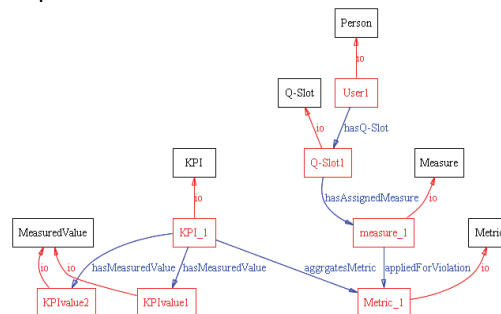 Person
io
Q-Slot
User1
io
hasQ-Slot
KPI
Q-Slot1
Measure
io
hasAssignedMeasure
io
MeasuredValue
KPI_1
measure_1
Metric
io
io
hasMeasuredValue
hasMeasuredValue
aggrgatesMetric
appliedForViolation
io
KPIvalue2
KPIvalue1
Metric_1